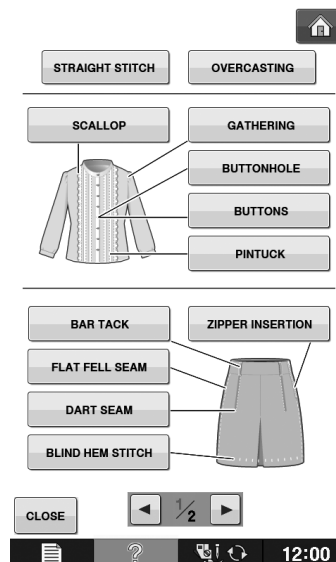 STRAIGHT STITCH
OVERCASTING
SCALLOP
GATHERING
BUTTONHOLE
BUTTONS
PINTUCK
BAR TACK
ZIPPER INSERTION
FLAT FELL SEAM
DART SEAM
BLIND HEM STITCH
CLOSE
1/2
?
12:00